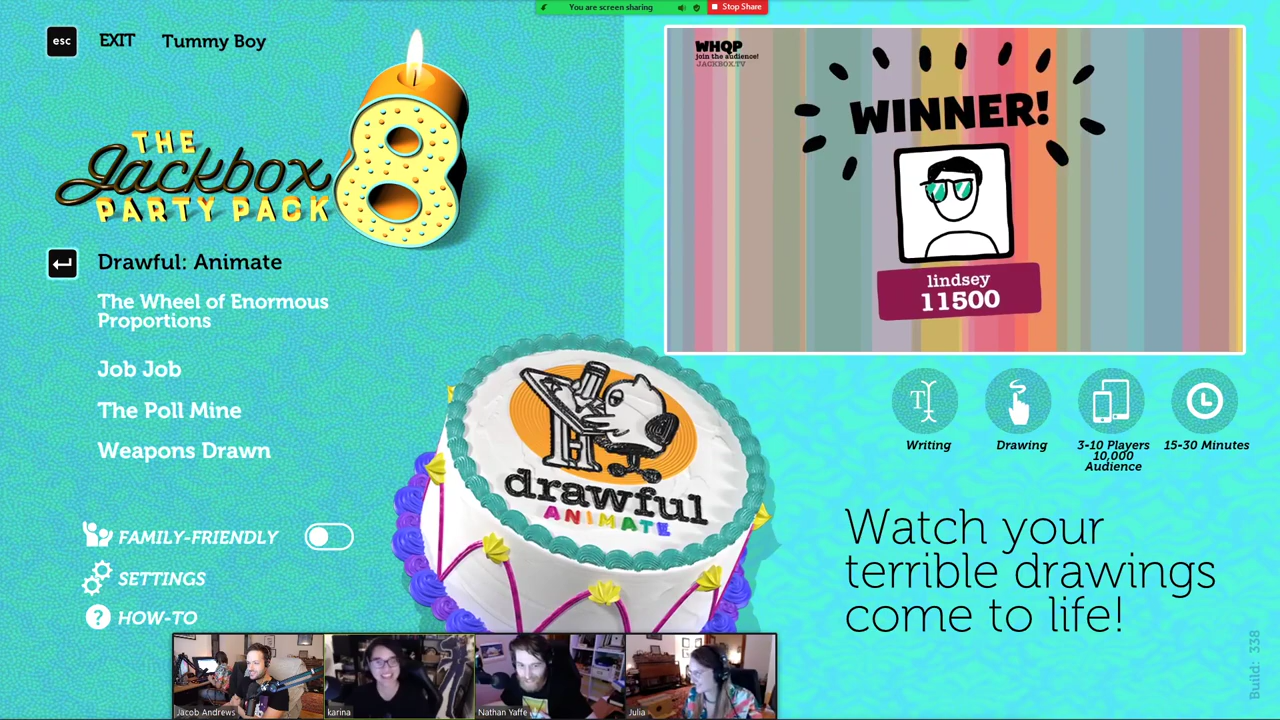 You are screen sharing
Stop Share
esc
EXIT
Tummy Boy
THE
Jackbox
PARTY PACK
8
Drawful: Animate
The Wheel of Enormous
Proportions
Job Job
The Poll Mine
Weapons Drawn
FAMILY-FRIENDLY
SETTINGS
? HOW-TO
WHQP
join the audience!
JACKBOX.TV
WINNER!
lindsey
11500
T
Writing
Drawing
3-10 Players
10,000
Audience
15-30 Minutes
drawful
ANIMATE
Watch your
terrible drawings
come to life!
Build: 338
Jacob Andrews
karina
Nathan Yaffe
Julia